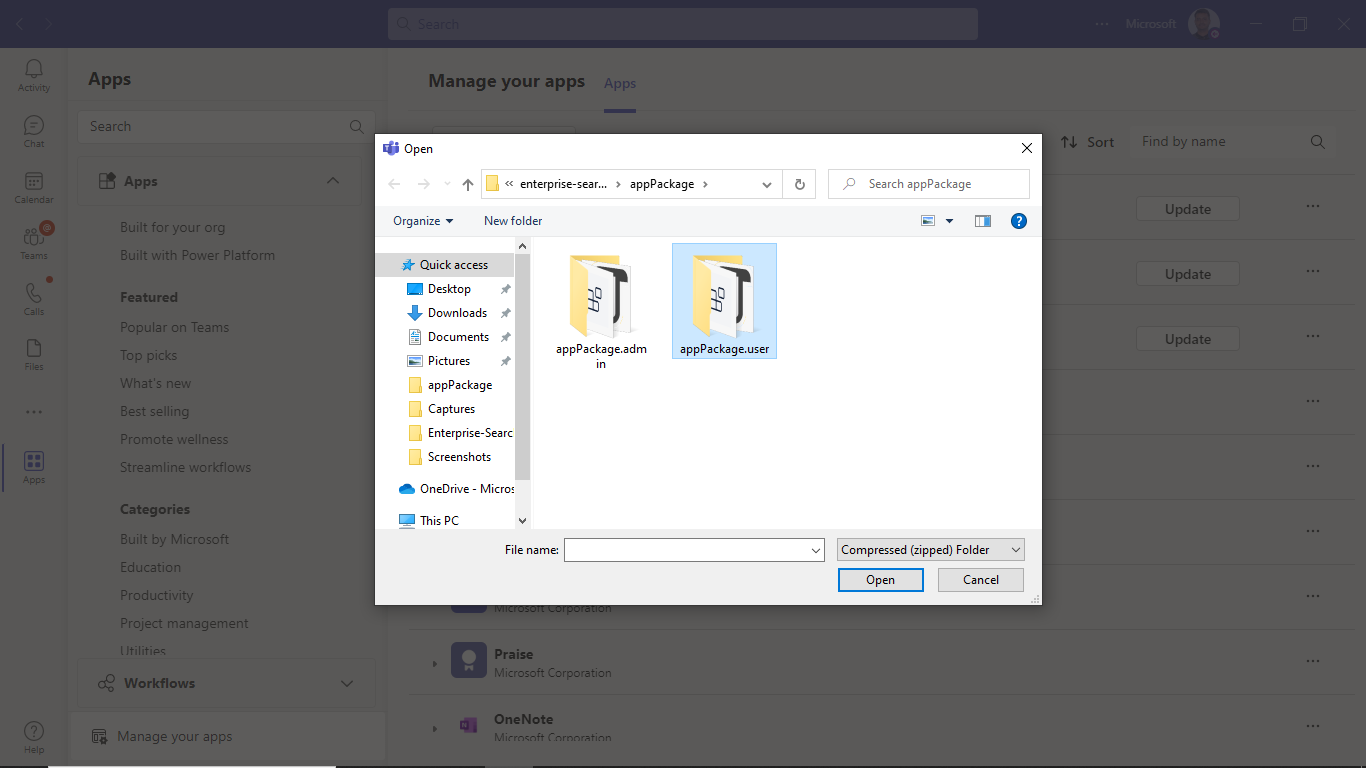 Search
Microsoft
Activity
Chat
Calendar
Teams
@
Calls
Files
Apps
Help
Apps
Search
Apps
Built for your org
Built with Power Platform
Featured
Popular on Teams
Top picks
What's new
Best selling
Promote wellness
Streamline workflows
Categories
Built by Microsoft
Education
Productivity
Project management
Utilities
Workflows
Manage your apps
Manage your apps
Apps
Sort
Find by name
Update
Update
Update
Open
« enterprise-sear... › appPackage ›
Search appPackage
Organize
New folder
?
Quick access
Desktop
Downloads
Documents
Pictures
appPackage
Captures
Enterprise-Searc
Screenshots
OneDrive - Micros
This PC
appPackage.adm
in
appPackage.user
File name:
Compressed (zipped) Folder
Open
Cancel
Microsoft Corporation
Praise
Microsoft Corporation
OneNote
Microsoft Corporation